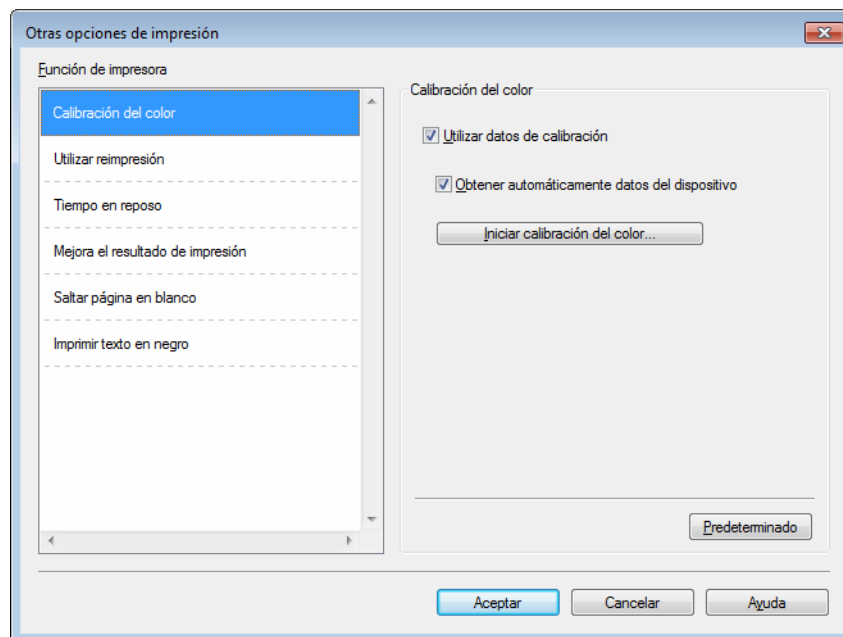 Otras opciones de impresión
Función de impresora
Calibración del color
Utilizar reimpresión
Tiempo en reposo
Mejora el resultado de impresión
Saltar página en blanco
Imprimir texto en negro
Calibración del color
Utilizar datos de calibración
Obtener automáticamente datos del dispositivo
Iniciar calibración del color...
Predeterminado
Aceptar
Cancelar
Ayuda